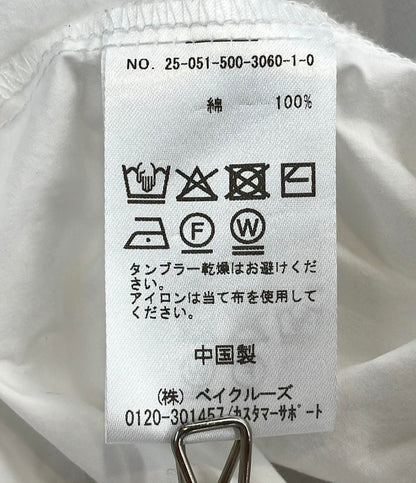 NO. 25-051-500-3060-1-0
綿 100%
F W
タンブラー乾燥はお避けくだ
さい。
アイロンは当て布を使用して
ください。
中国製
(株) ベイクルーズ
0120-301457/カスタマーサポート